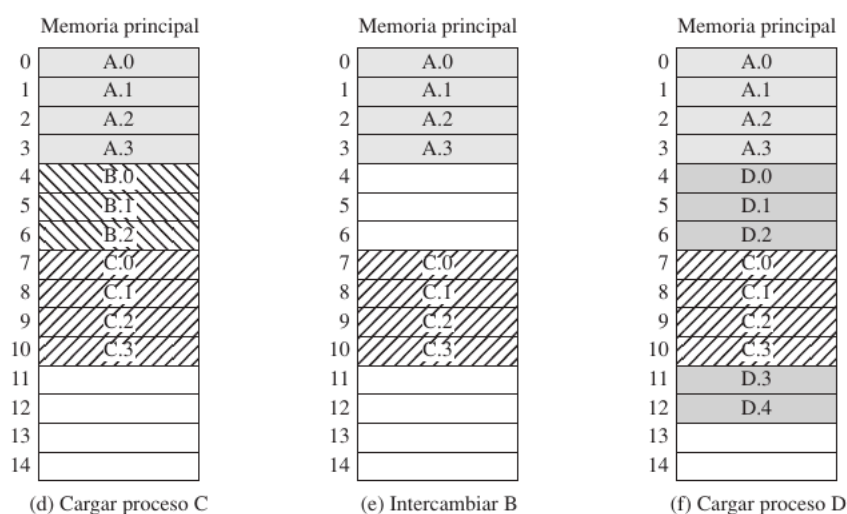 Memoria principal
0 A.0
1 A.1
2 A.2
3 A.3
4 B.0
5 B.1
6 B.2
7 C.0
8 C.1
9 C.2
10 C.3
11
12
13
14
(d) Cargar proceso C
Memoria principal
0 A.0
1 A.1
2 A.2
3 A.3
4
5
6
7 C.0
8 C.1
9 C.2
10 C.3
11
12
13
14
(e) Intercambiar B
Memoria principal
0 A.0
1 A.1
2 A.2
3 A.3
4 D.0
5 D.1
6 D.2
7 C.0
8 C.1
9 C.2
10 C.3
11 D.3
12 D.4
13
14
(f) Cargar proceso D